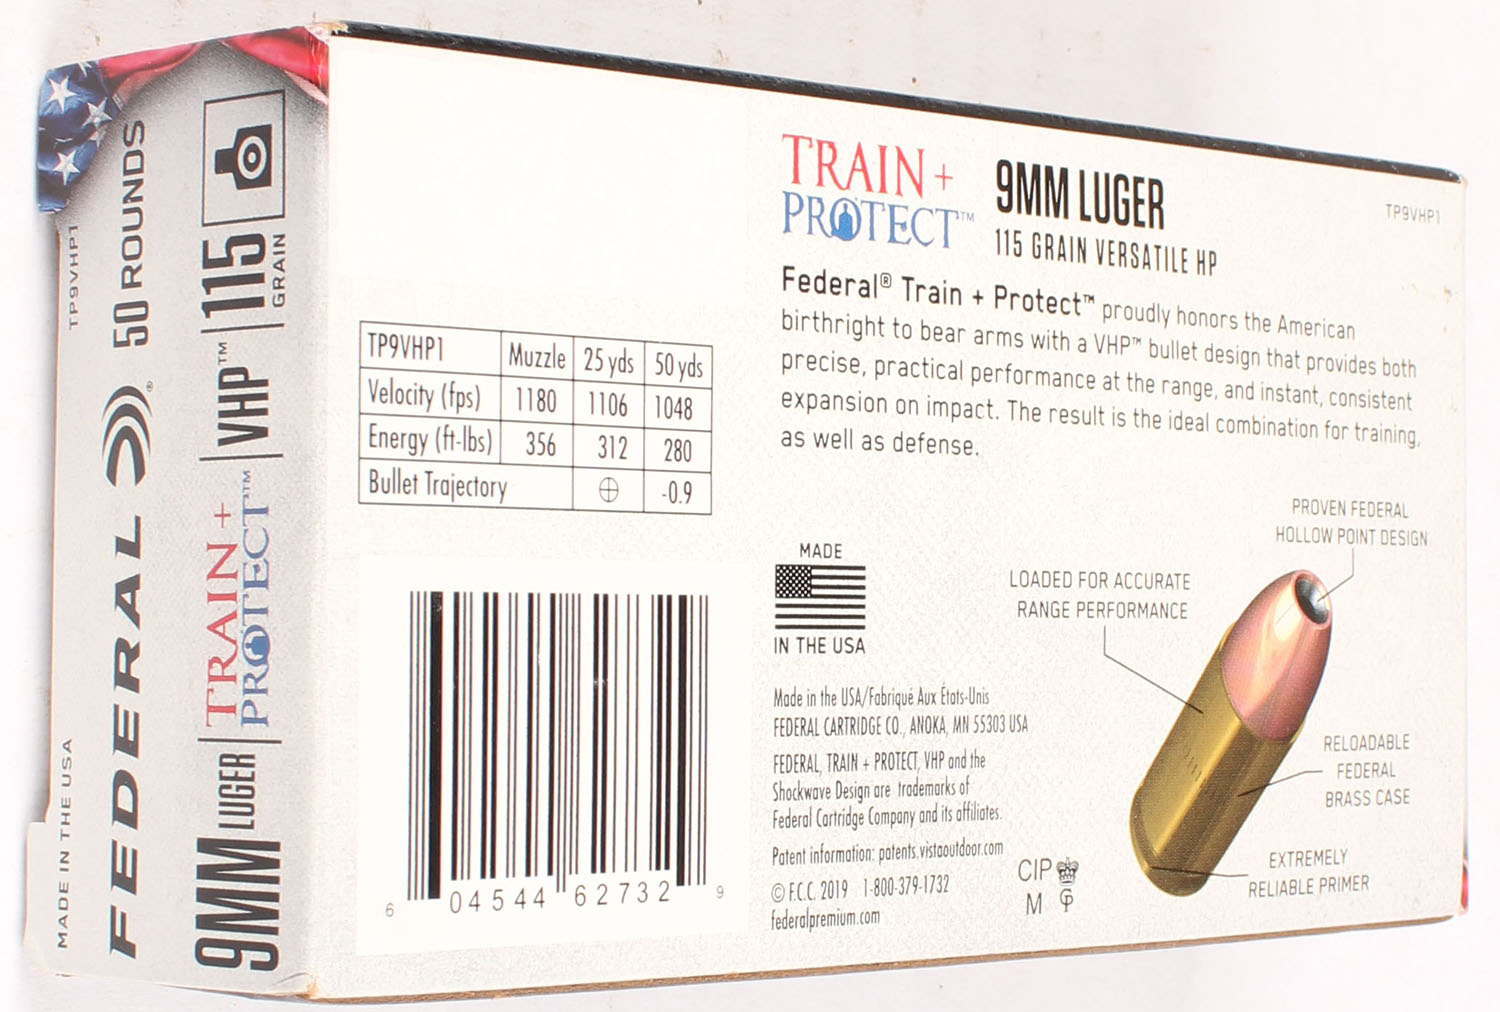 MADE IN THE USA
TP9VHP1
FEDERAL® 50 ROUNDS
9MM LUGER TRAIN + PROTECT™ VHP™ 115 GRAIN
TRAIN +
PROTECT™
9MM LUGER
115 GRAIN VERSATILE HP
TP9VHP1
Federal® Train + Protect™ proudly honors the American
birthright to bear arms with a VHP™ bullet design that provides both
precise, practical performance at the range, and instant, consistent
expansion on impact. The result is the ideal combination for training,
as well as defense.
TP9VHP1 Muzzle 25 yds 50 yds
Velocity (fps) 1180 1106 1048
Energy (ft-lbs) 356 312 280
Bullet Trajectory ⊕ -0.9
6 04544 62732 9
MADE
IN THE USA
Made in the USA/Fabriqué Aux États-Unis
FEDERAL CARTRIDGE CO., ANOKA, MN 55303 USA
FEDERAL, TRAIN + PROTECT, VHP and the
Shockwave Design are trademarks of
Federal Cartridge Company and its affiliates.
Patent information: patents.vistaoutdoor.com
© F.C.C. 2019 1-800-379-1732
federalpremium.com
CIP
M
PROVEN FEDERAL
HOLLOW POINT DESIGN
LOADED FOR ACCURATE
RANGE PERFORMANCE
RELOADABLE
FEDERAL
BRASS CASE
EXTREMELY
RELIABLE PRIMER